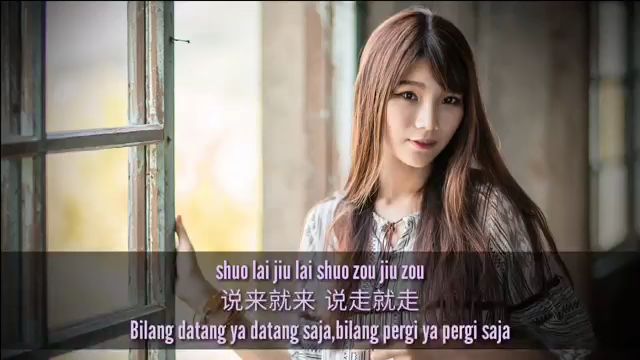 shuo lai jiu lai shuo zou jiu zou
说来就来 说走就走
Bilang datang ya datang saja,bilang pergi ya pergi saja